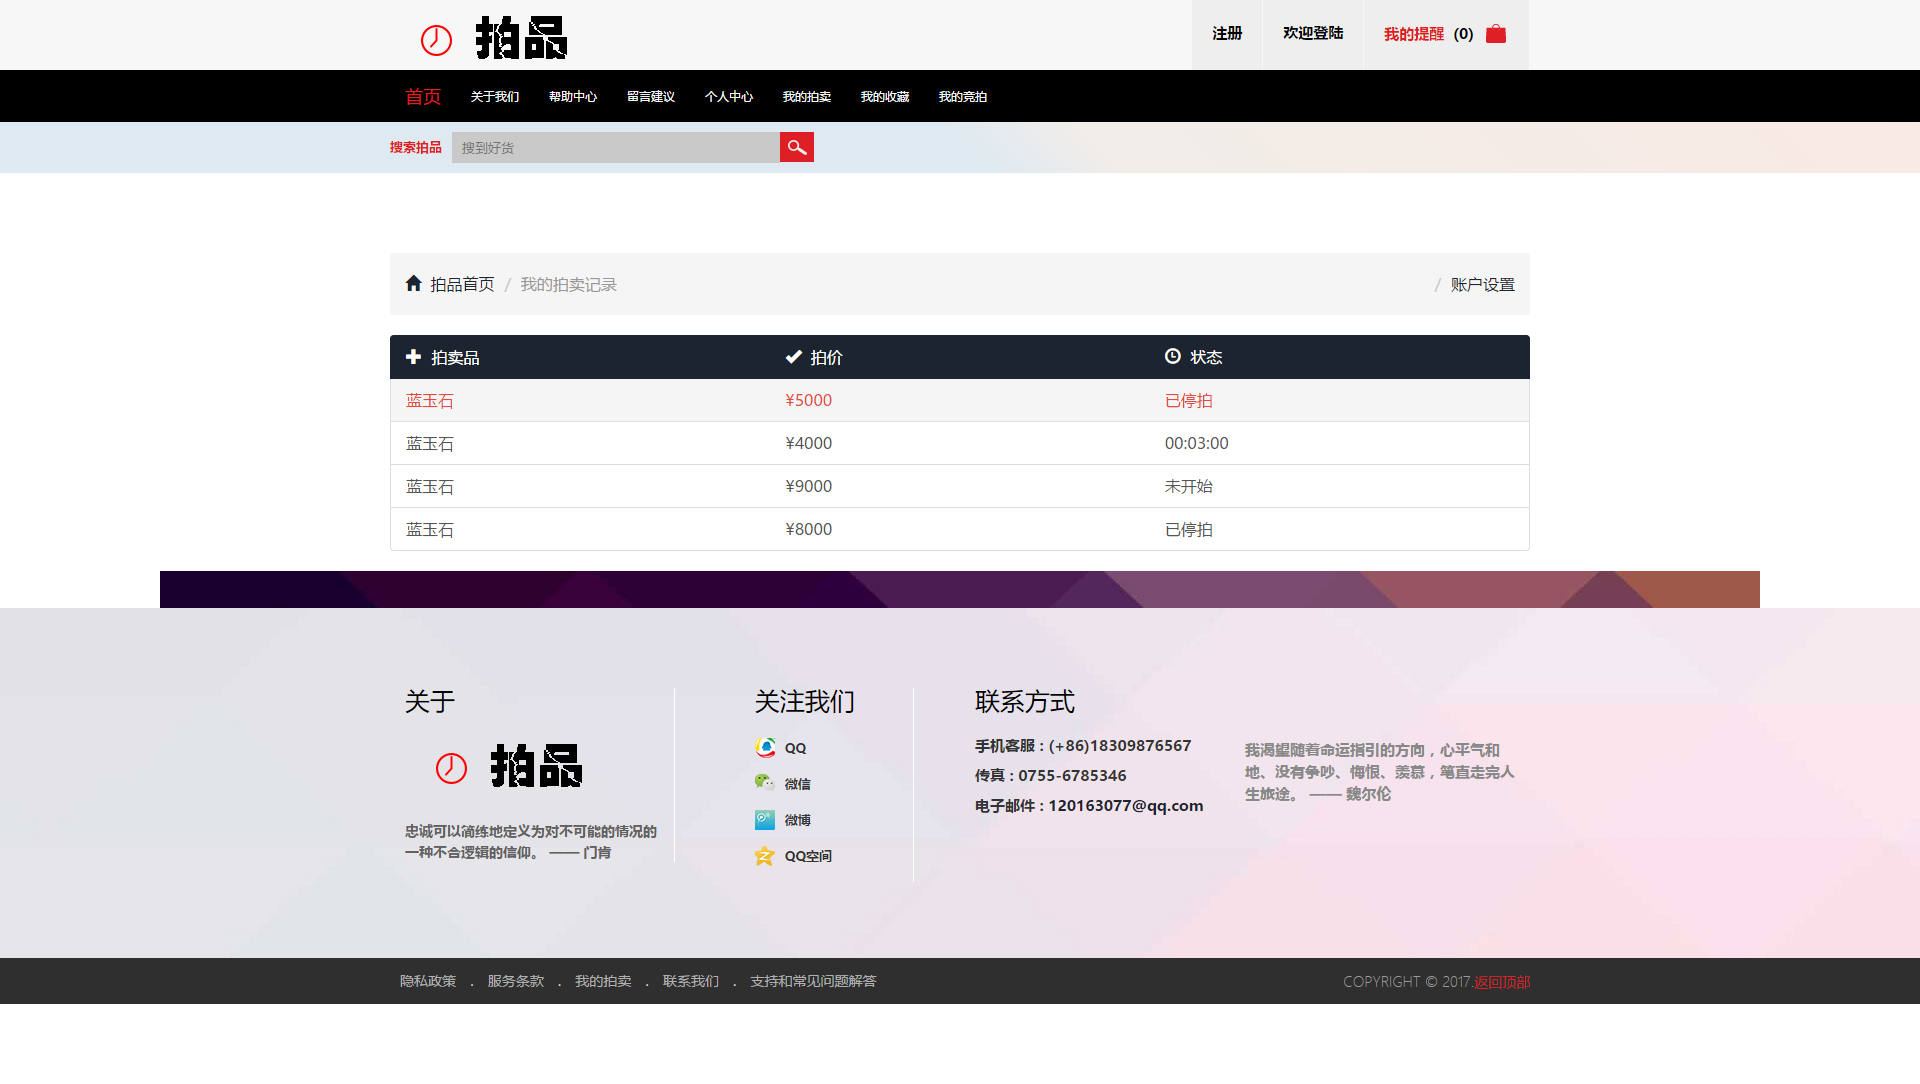 拍品
注册
欢迎登陆
我的提醒 (0)
首页
关于我们
帮助中心
留言建议
个人中心
我的拍卖
我的收藏
我的竞拍
搜索拍品
搜到好货
拍品首页 / 我的拍卖记录
/ 账户设置
拍卖品 拍价 状态
蓝玉石 ¥5000 已停拍
蓝玉石 ¥4000 00:03:00
蓝玉石 ¥9000 未开始
蓝玉石 ¥8000 已停拍
关于
拍品
忠诚可以简练地定义为对不可能的情况的
一种不合逻辑的信仰。 —— 门肯
关注我们
QQ
微信
微博
QQ空间
联系方式
手机客服 : (+86)18309876567
传真 : 0755-6785346
电子邮件 : 120163077@qq.com
我渴望随着命运指引的方向，心平气和
地、没有争吵、悔恨、羡慕，笔直走完人
生旅途。 —— 魏尔伦
隐私政策 . 服务条款 . 我的拍卖 . 联系我们 . 支持和常见问题解答
COPYRIGHT © 2017.返回顶部